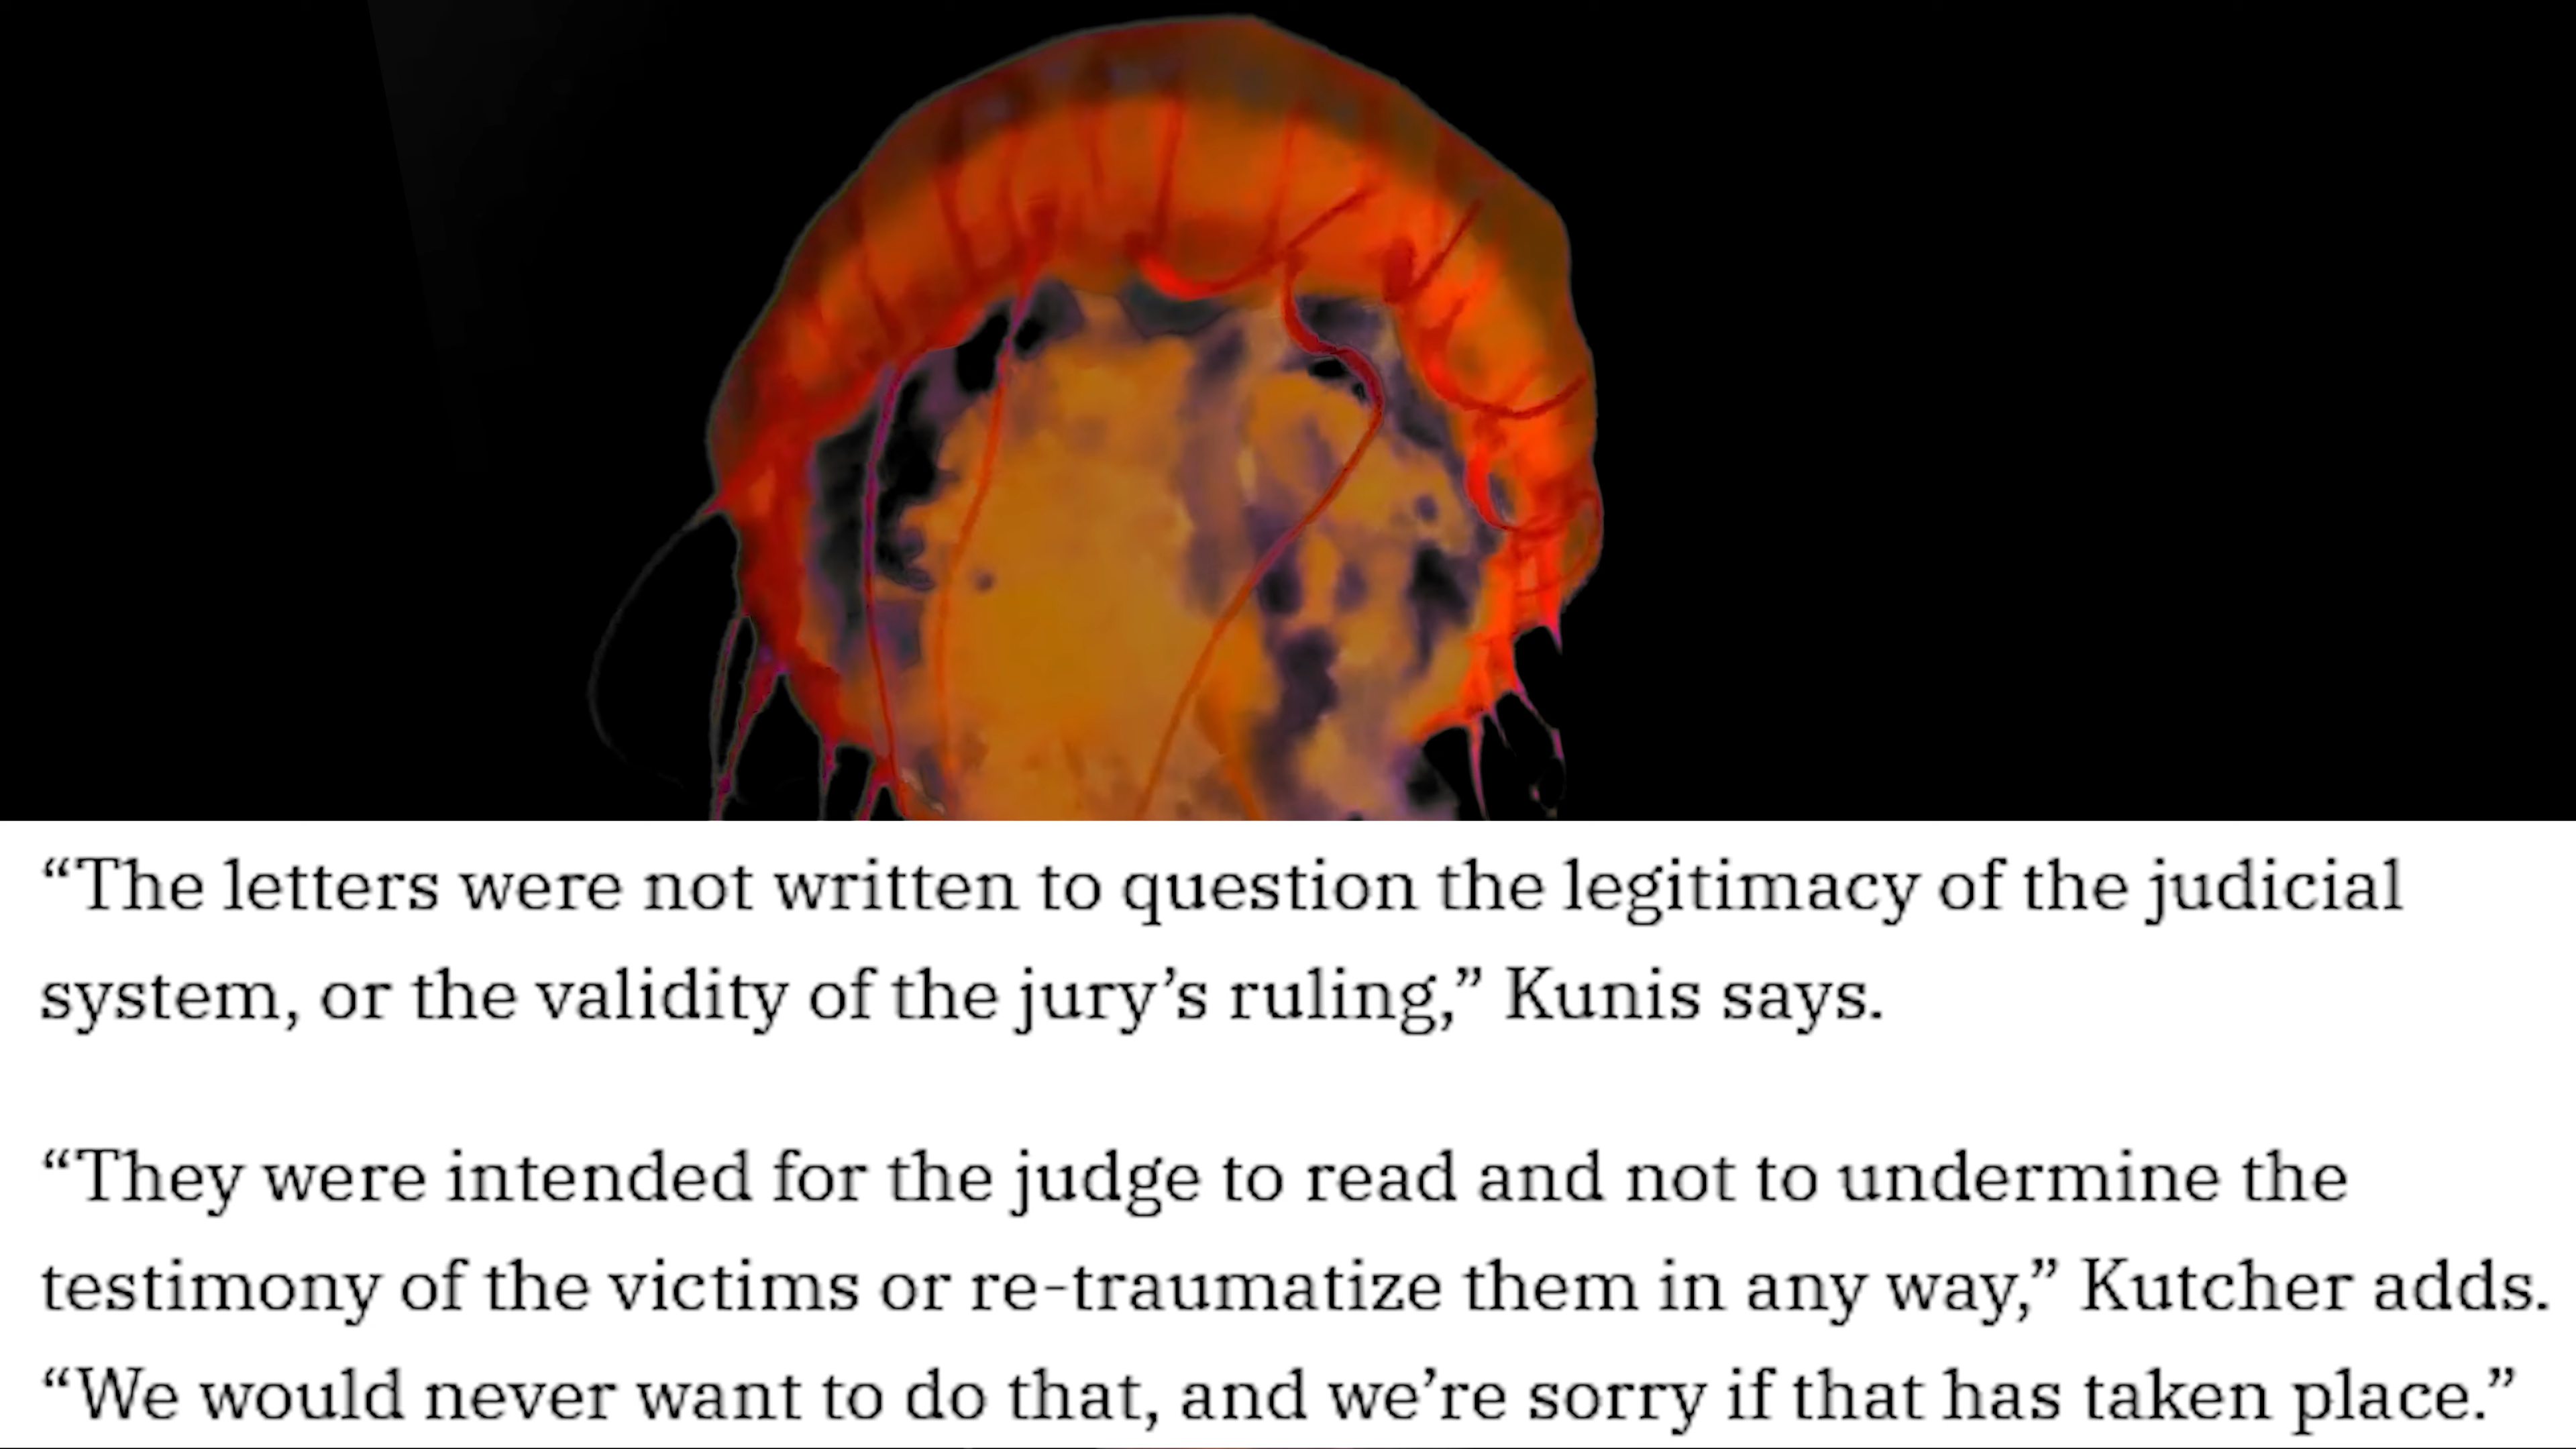 “The letters were not written to question the legitimacy of the judicial
system, or the validity of the jury’s ruling,” Kunis says.
“They were intended for the judge to read and not to undermine the
testimony of the victims or re-traumatize them in any way,” Kutcher adds.
“We would never want to do that, and we’re sorry if that has taken place.”